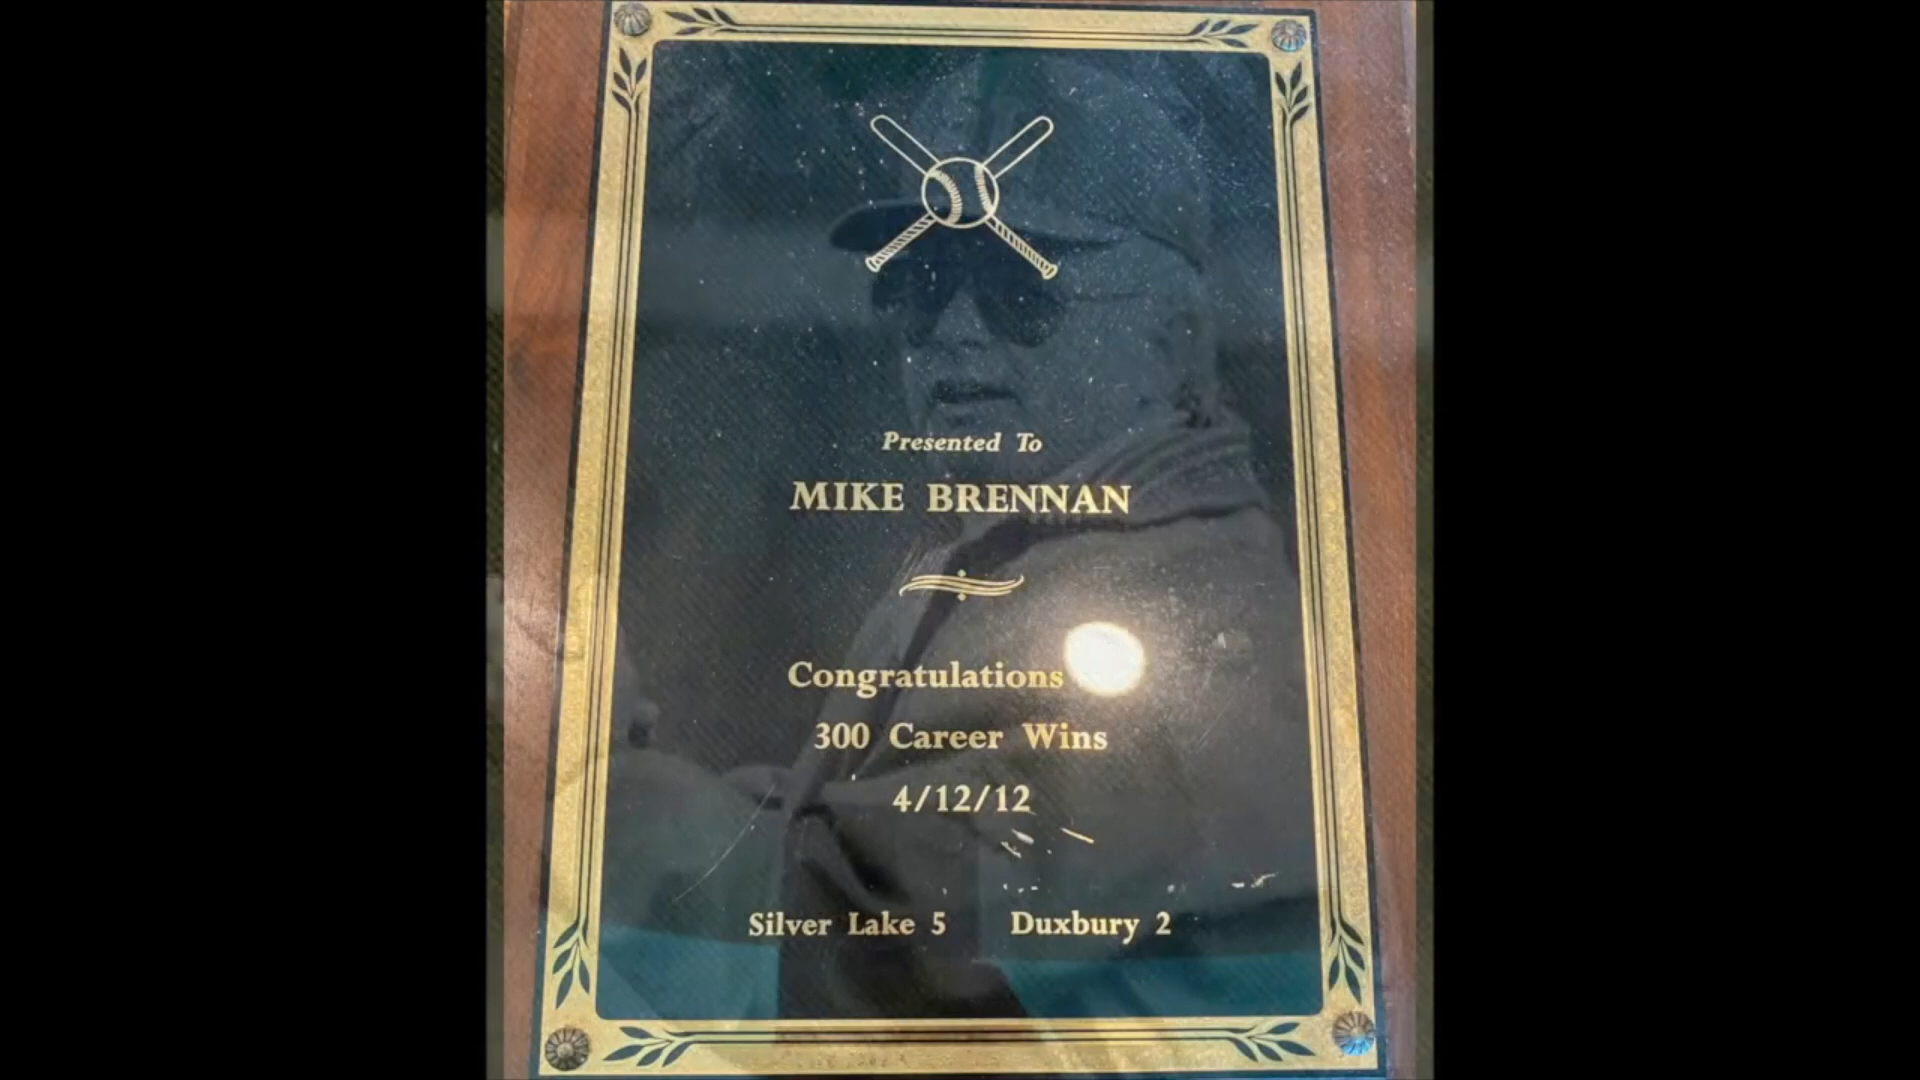 Presented To
MIKE BRENNAN
Congratulations
300 Career Wins
4/12/12
Silver Lake 5 Duxbury 2